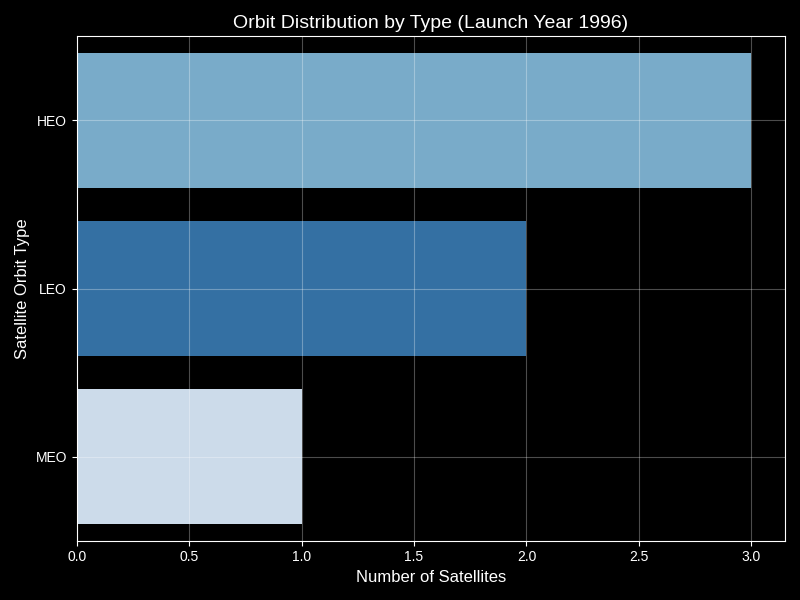 Orbit Distribution by Type (Launch Year 1996)
Satellite Orbit Type
HEO
LEO
MEO
0.0 0.5 1.0 1.5 2.0 2.5 3.0
Number of Satellites